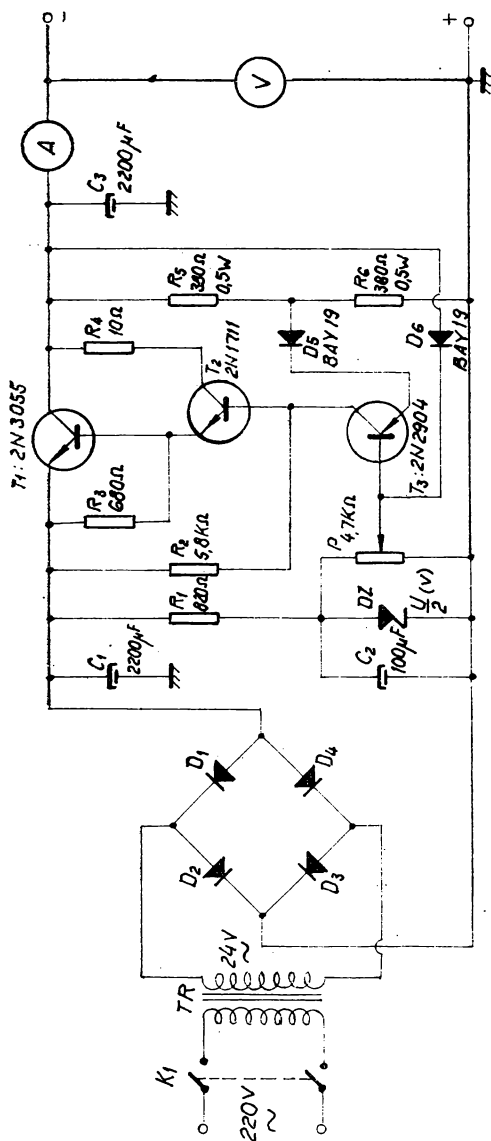 K1
220V
~
TR
24V
~
D2
D1
D3
D4
C1
2200µF
R1
820Ω
R2
5,8KΩ
R3
680Ω
T1: 2N3055
R4
10Ω
T2
2N1711
R5
380Ω
0,5W
R6
380Ω
0,5W
D5
BAY19
D6
BAY19
T3: 2N2904
P
4,7KΩ
DZ
U/2 (V)
C2
100µF
C3
2200µF
A
V
-
+